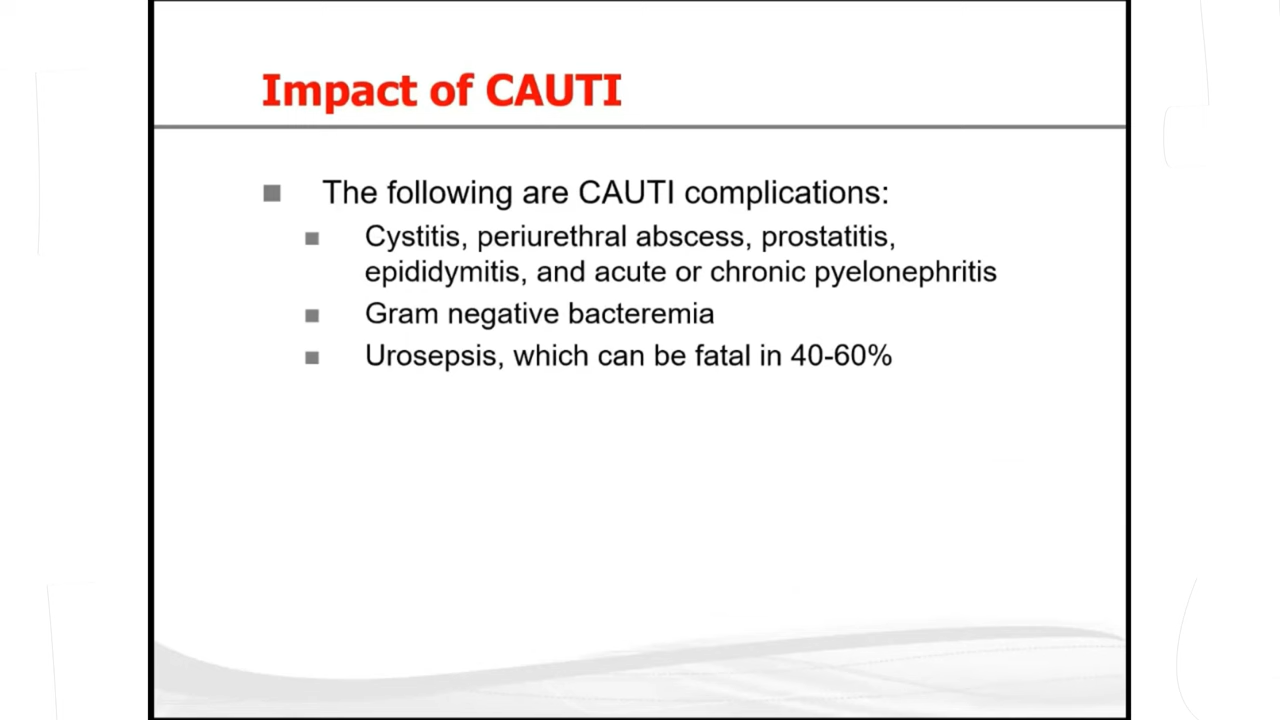 Impact of CAUTI
The following are CAUTI complications:
Cystitis, periurethral abscess, prostatitis,
epididymitis, and acute or chronic pyelonephritis
Gram negative bacteremia
Urosepsis, which can be fatal in 40-60%